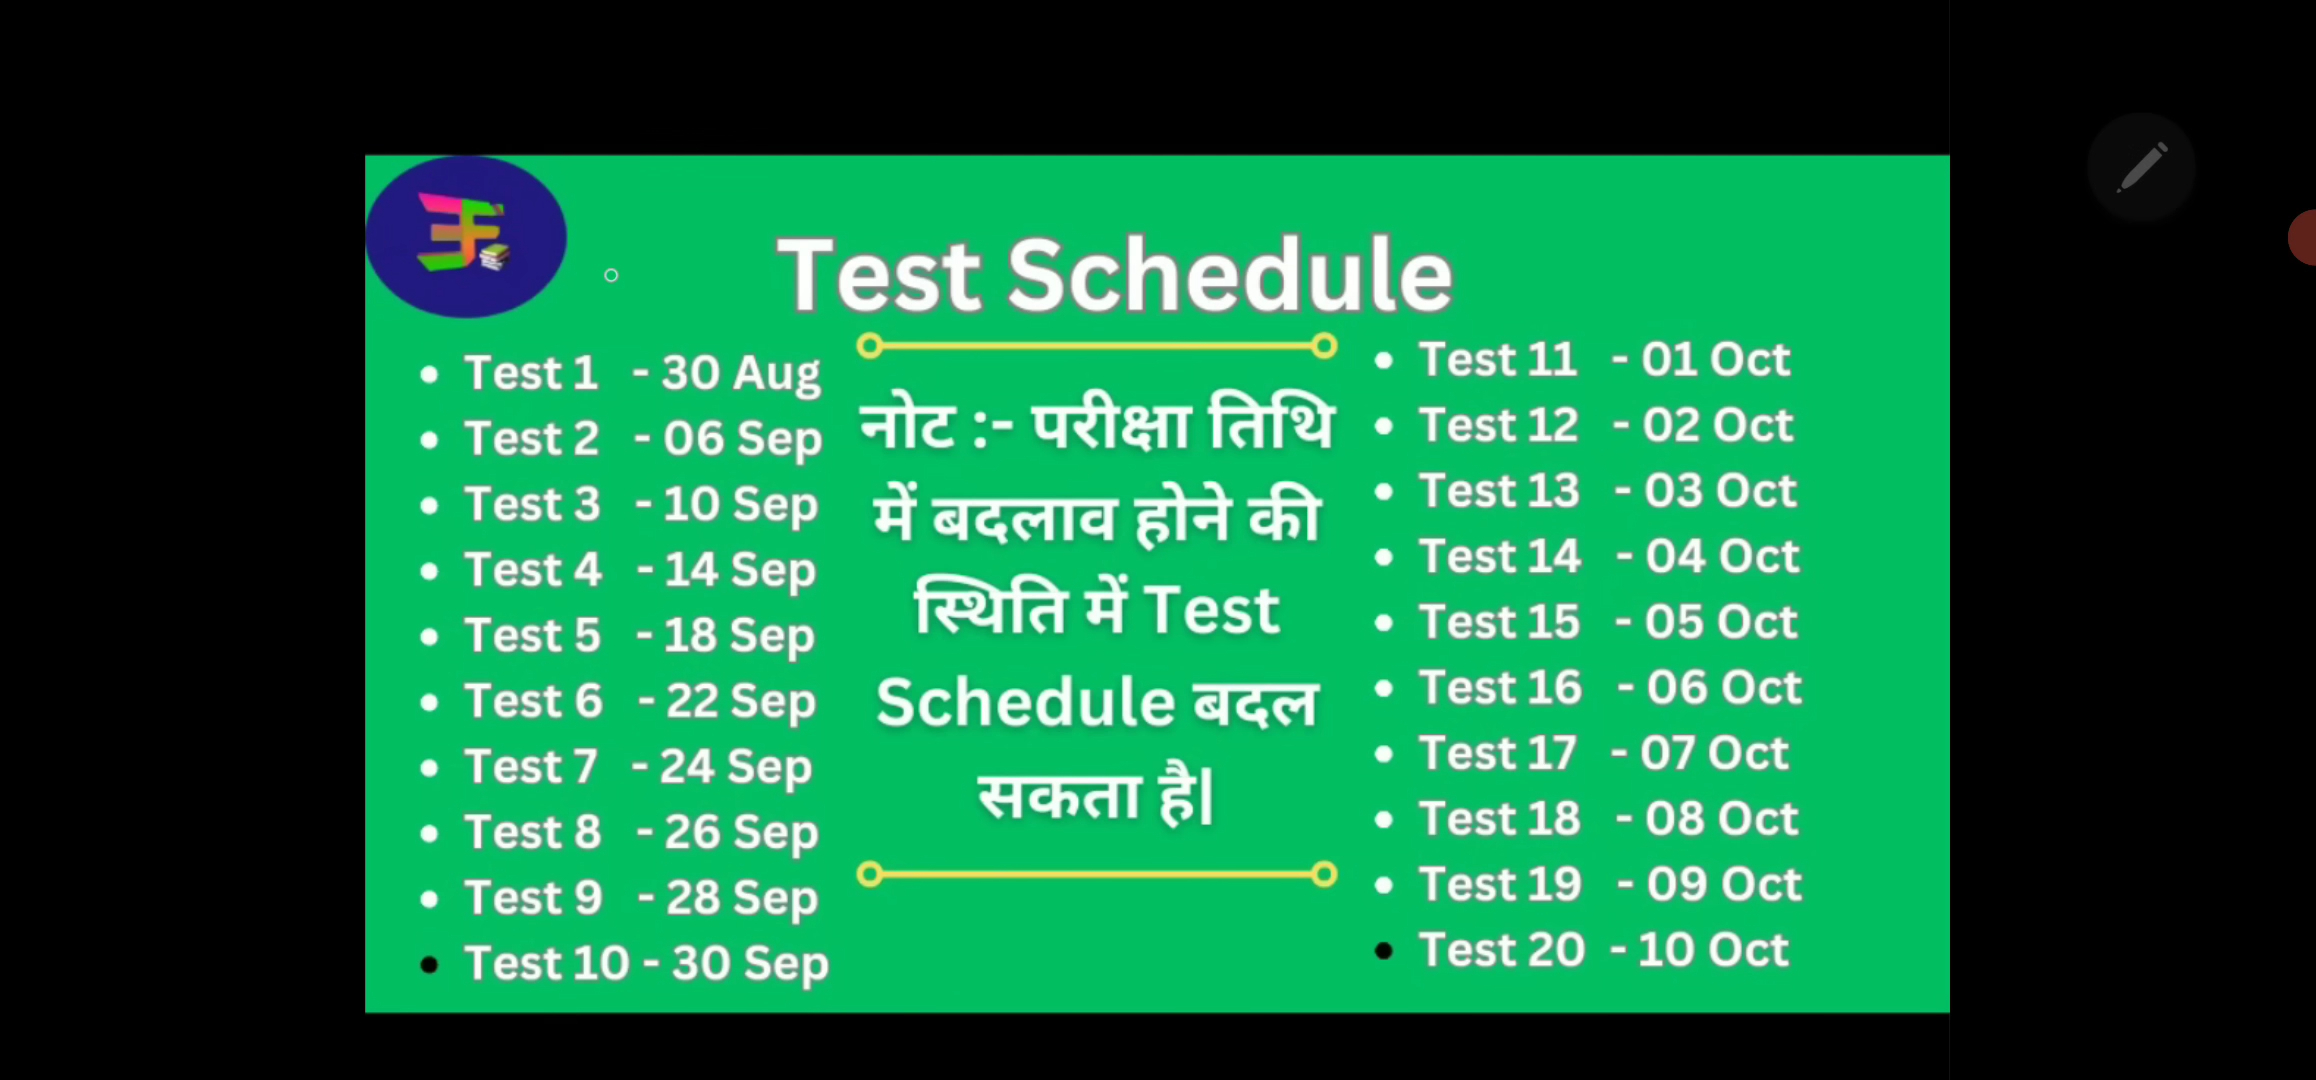 Test Schedule
Test 1 - 30 Aug
Test 2 - 06 Sep
Test 3 - 10 Sep
Test 4 - 14 Sep
Test 5 - 18 Sep
Test 6 - 22 Sep
Test 7 - 24 Sep
Test 8 - 26 Sep
Test 9 - 28 Sep
Test 10 - 30 Sep
नोट :- परीक्षा तिथि
में बदलाव होने की
स्थिति में Test
Schedule बदल
सकता है|
Test 11 - 01 Oct
Test 12 - 02 Oct
Test 13 - 03 Oct
Test 14 - 04 Oct
Test 15 - 05 Oct
Test 16 - 06 Oct
Test 17 - 07 Oct
Test 18 - 08 Oct
Test 19 - 09 Oct
Test 20 - 10 Oct